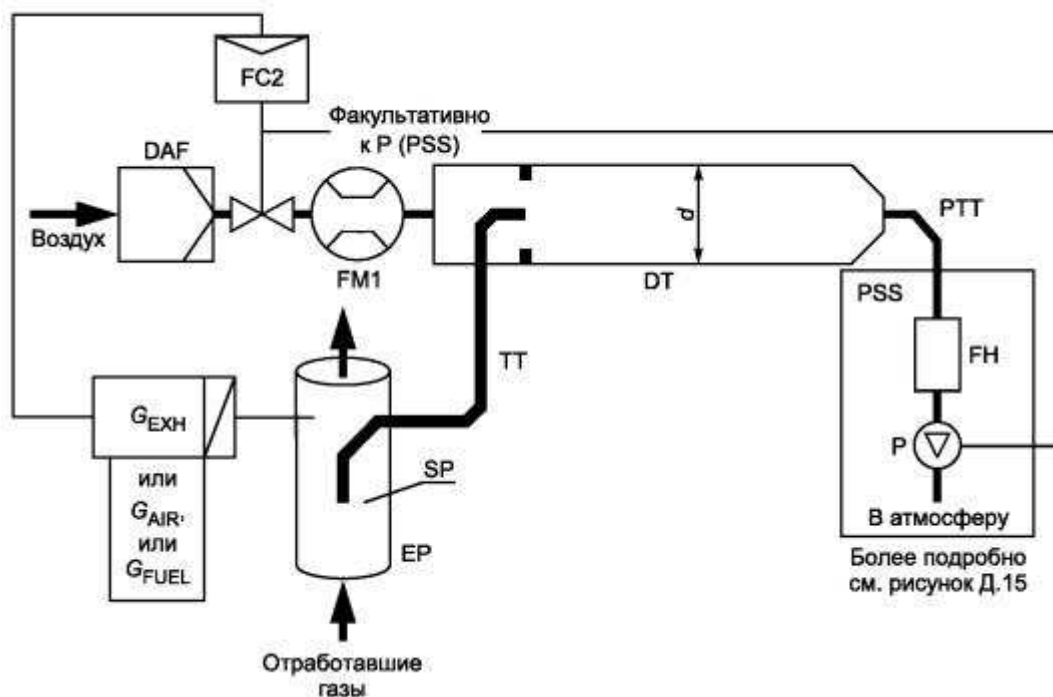 FC2
Факультативно
к P (PSS)
DAF
Воздух
FM1
d
DT
PTT
PSS
FH
P
В атмосферу
Более подробно
см. рисунок Д.15
TT
G_EXH
или
G_AIR,
или
G_FUEL
SP
EP
Отработавшие
газы